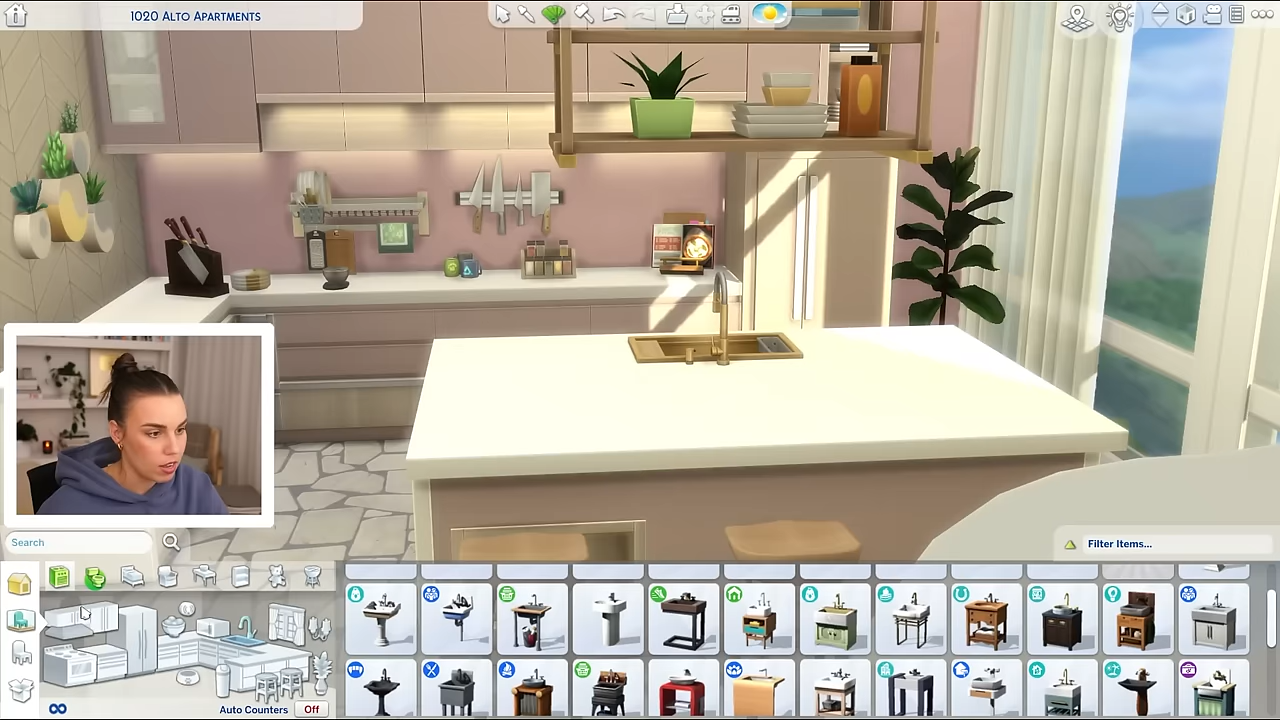 1020 Alto Apartments
Search
Filter Items...
Auto Counters
Off